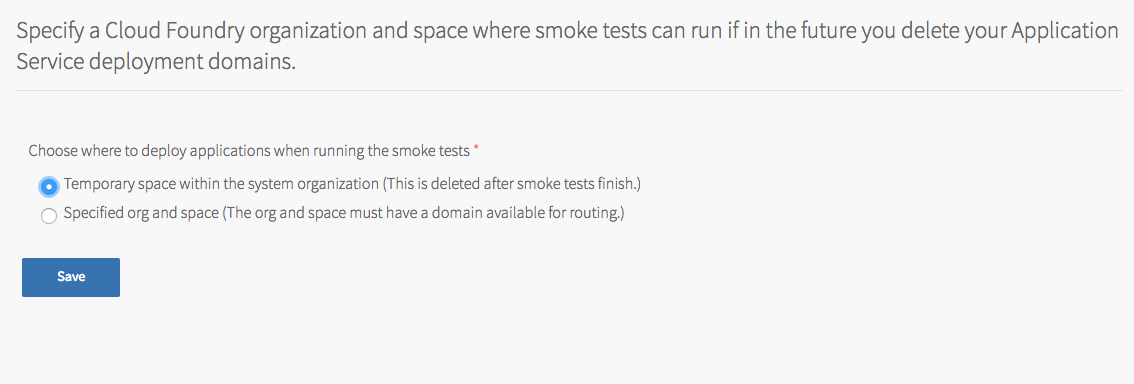 Specify a Cloud Foundry organization and space where smoke tests can run if in the future you delete your Application
Service deployment domains.
Choose where to deploy applications when running the smoke tests *
Temporary space within the system organization (This is deleted after smoke tests finish.)
Specified org and space (The org and space must have a domain available for routing.)
Save